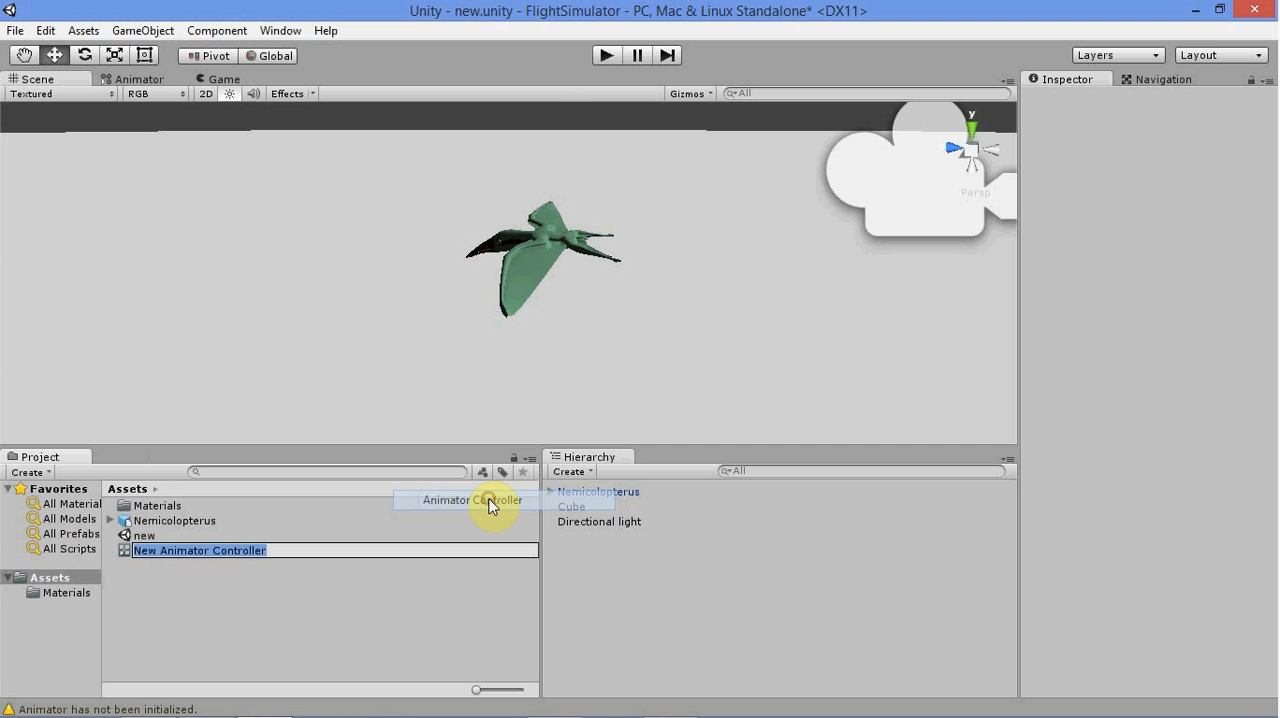 Unity - new.unity - FlightSimulator - PC, Mac & Linux Standalone* <DX11>
File Edit Assets GameObject Component Window Help
Pivot Global Layers Layout
Scene Animator Game Inspector Navigation
Textured RGB 2D Effects Gizmos All
y
Persp
Project Hierarchy
Create Create All
Favorites
All Material
All Models
All Prefabs
All Scripts
Assets
Materials
Assets
Materials
Nemicolopterus
new
New Animator Controller
Animator Controller
Nemicolopterus
Cube
Directional light
Animator has not been initialized.